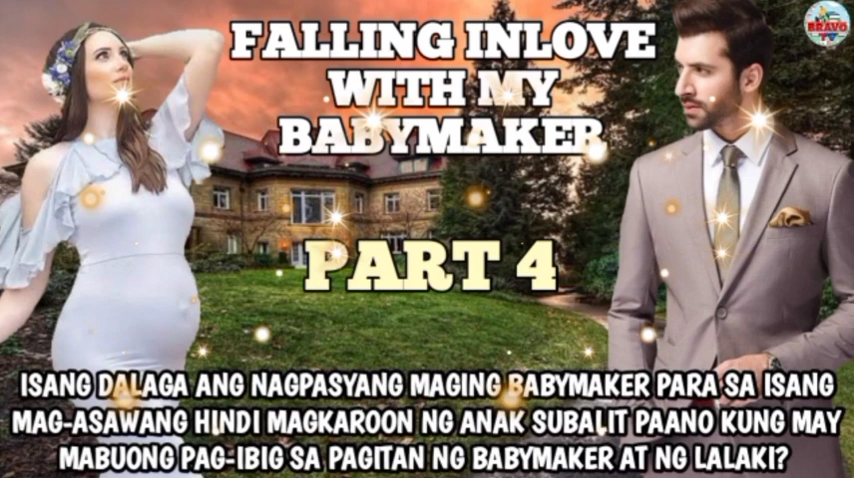 BRAVO
FALLING INLOVE
WITH MY
BABYMAKER
PART 4
ISANG DALAGA ANG NAGPASYANG MAGING BABYMAKER PARA SA ISANG
MAG-ASAWANG HINDI MAGKAROON NG ANAK SUBALIT PAANO KUNG MAY
MABUONG PAG-IBIG SA PAGITAN NG BABYMAKER AT NG LALAKI?